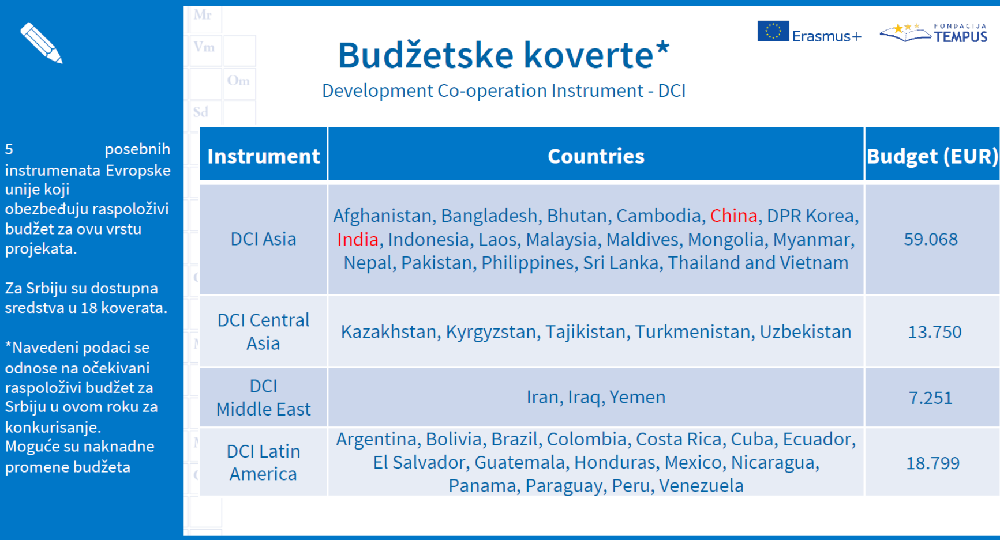 Mr
Vm
Om
Sd
Erasmus+
FONDACIJA
TEMPUS
Budžetske koverte*
Development Co-operation Instrument - DCI
5 posebnih
instrumenata Evropske
unije koji
obezbeđuju raspoloživi
budžet za ovu vrstu
projekata.
Za Srbiju su dostupna
sredstva u 18 koverata.
*Navedeni podaci se
odnose na očekivani
raspoloživi budžet za
Srbiju u ovom roku za
konkurisanje.
Moguće su naknadne
promene budžeta
Instrument Countries Budget (EUR)
DCI Asia
Afghanistan, Bangladesh, Bhutan, Cambodia, China, DPR Korea,
India, Indonesia, Laos, Malaysia, Maldives, Mongolia, Myanmar,
Nepal, Pakistan, Philippines, Sri Lanka, Thailand and Vietnam
59.068
DCI Central
Asia
Kazakhstan, Kyrgyzstan, Tajikistan, Turkmenistan, Uzbekistan
13.750
DCI
Middle East
Iran, Iraq, Yemen
7.251
DCI Latin
America
Argentina, Bolivia, Brazil, Colombia, Costa Rica, Cuba, Ecuador,
El Salvador, Guatemala, Honduras, Mexico, Nicaragua,
Panama, Paraguay, Peru, Venezuela
18.799